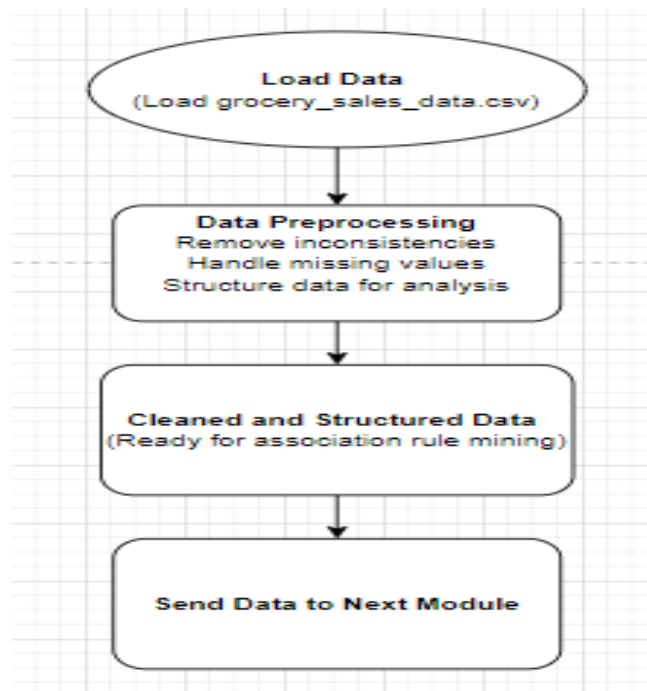 Load Data
(Load grocery_sales_data.csv)
Data Preprocessing
Remove inconsistencies
Handle missing values
Structure data for analysis
Cleaned and Structured Data
(Ready for association rule mining)
Send Data to Next Module